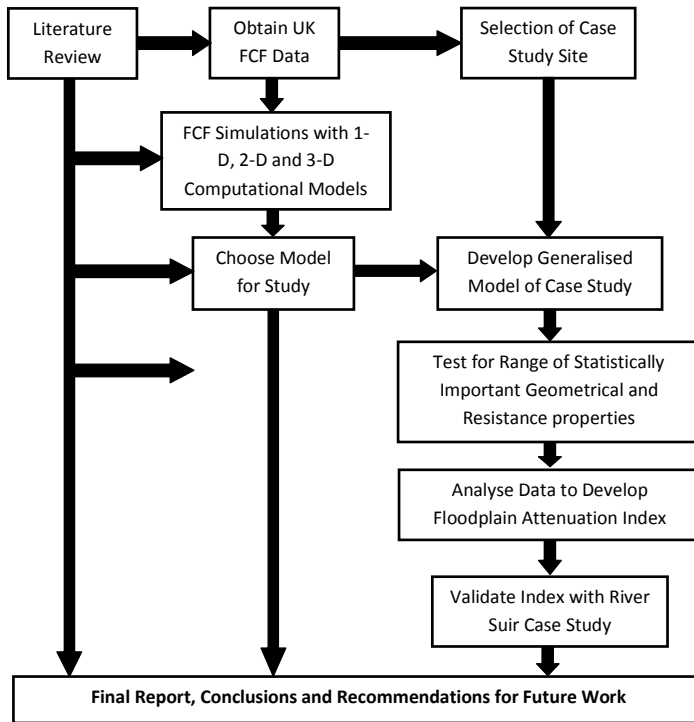 Literature
Review
Obtain UK
FCF Data
Selection of Case
Study Site
FCF Simulations with 1-
D, 2-D and 3-D
Computational Models
Choose Model
for Study
Develop Generalised
Model of Case Study
Test for Range of Statistically
Important Geometrical and
Resistance properties
Analyse Data to Develop
Floodplain Attenuation Index
Validate Index with River
Suir Case Study
Final Report, Conclusions and Recommendations for Future Work